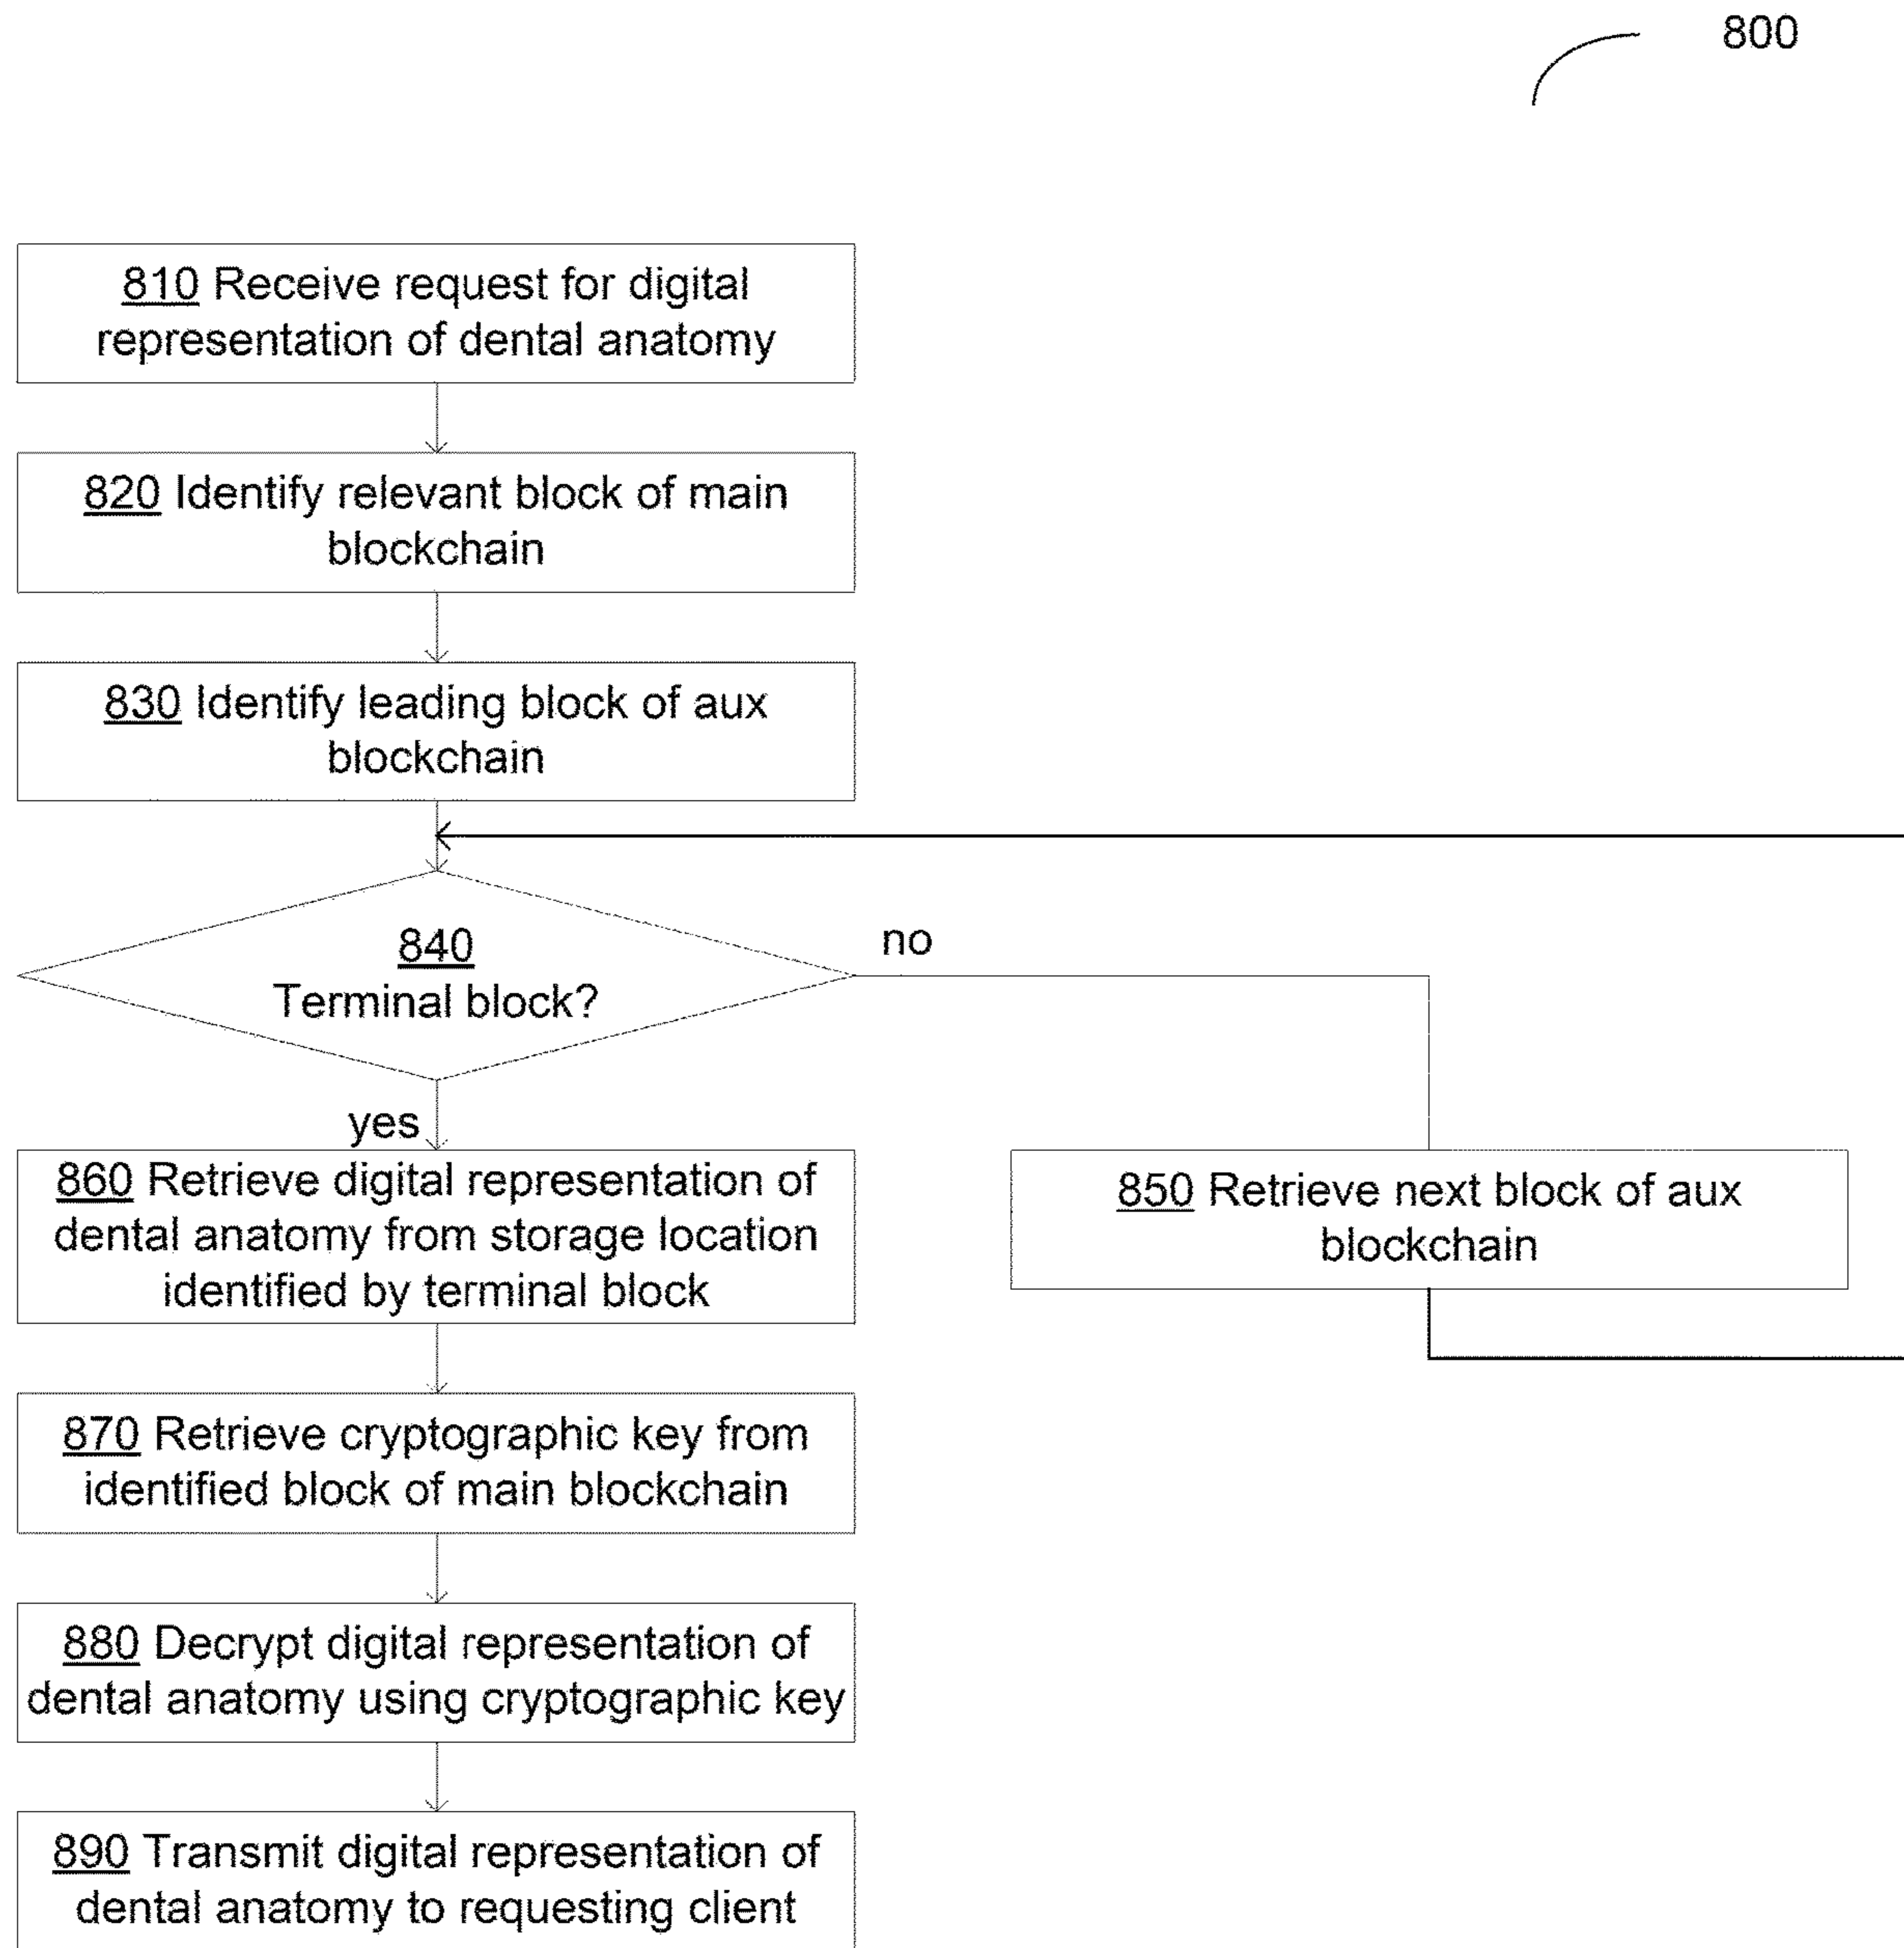 800
810 Receive request for digital
representation of dental anatomy
820 Identify relevant block of main
blockchain
830 Identify leading block of aux
blockchain
840
Terminal block?
no
yes
860 Retrieve digital representation of
dental anatomy from storage location
identified by terminal block
850 Retrieve next block of aux
blockchain
870 Retrieve cryptographic key from
identified block of main blockchain
880 Decrypt digital representation of
dental anatomy using cryptographic key
890 Transmit digital representation of
dental anatomy to requesting client